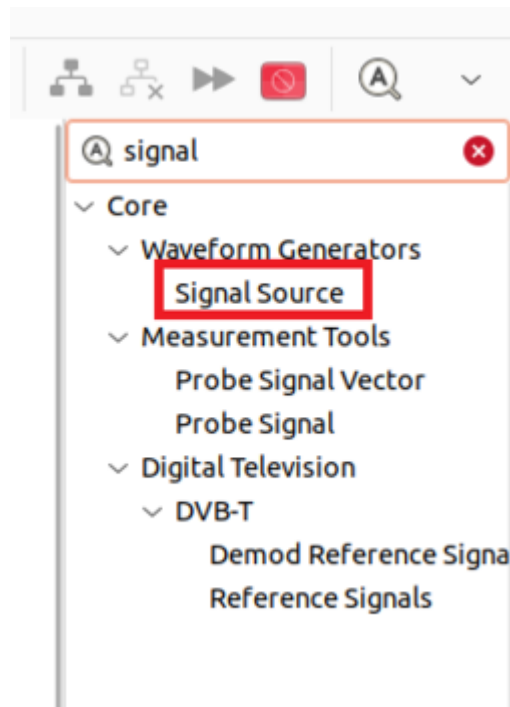 signal
Core
Waveform Generators
Signal Source
Measurement Tools
Probe Signal Vector
Probe Signal
Digital Television
DVB-T
Demod Reference Signa
Reference Signals